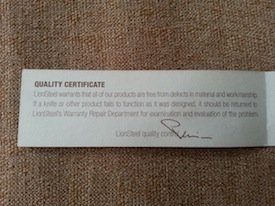 QUALITY CERTIFICATE
LionSteel warrants that all of our products are free from defects in material and workmanship.
If a knife or other product fails to function as it was designed, it should be returned to
LionSteel's Warranty Repair Department for examination and evaluation of the problem.
LionSteel quality control